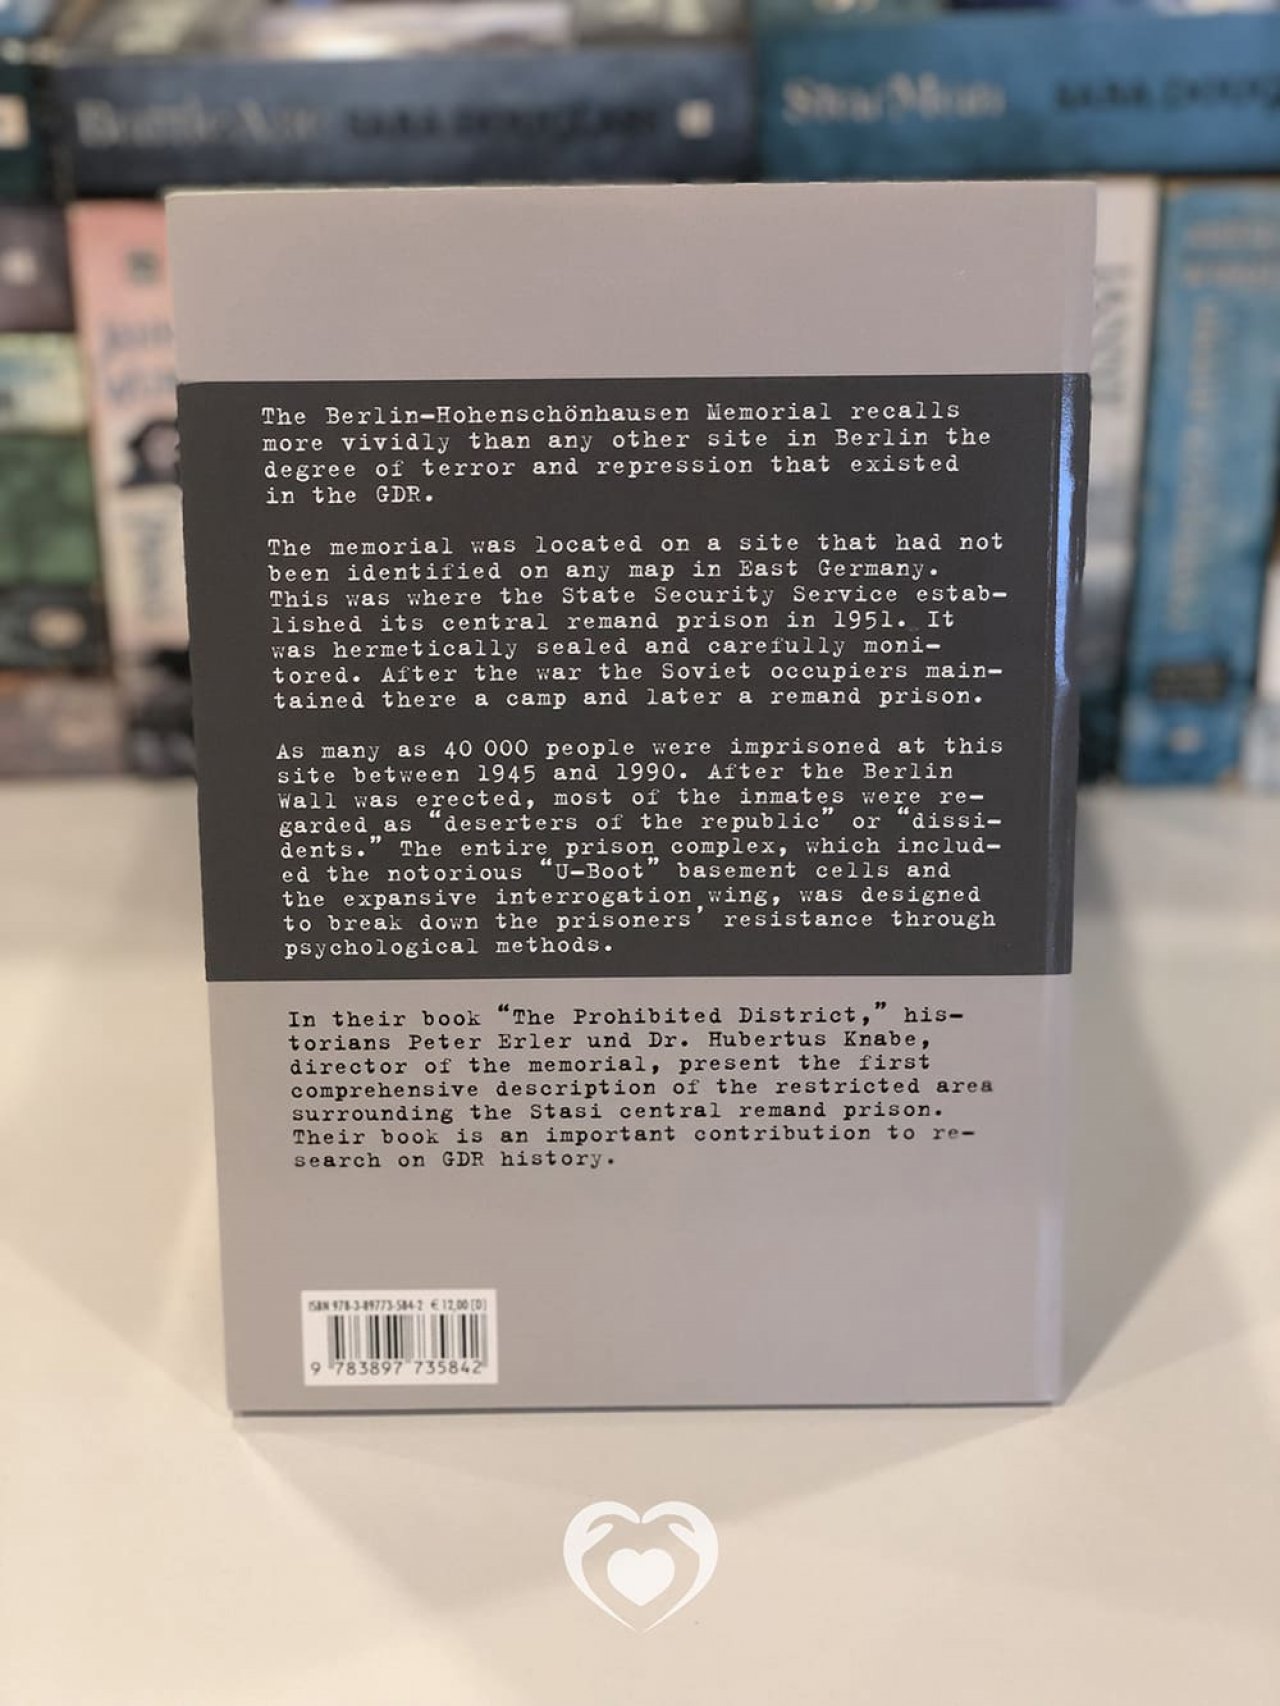 BattleAxe SARA DOUGLASS
SARA DOUGLASS
The Berlin-Hohenschönhausen Memorial recalls
more vividly than any other site in Berlin the
degree of terror and repression that existed
in the GDR.
The memorial was located on a site that had not
been identified on any map in East Germany.
This was where the State Security Service estab-
lished its central remand prison in 1951. It
was hermetically sealed and carefully moni-
tored. After the war the Soviet occupiers main-
tained there a camp and later a remand prison.
As many as 40 000 people were imprisoned at this
site between 1945 and 1990. After the Berlin
Wall was erected, most of the inmates were re-
garded as “deserters of the republic” or “dissi-
dents.” The entire prison complex, which includ-
ed the notorious “U-Boot” basement cells and
the expansive interrogation wing, was designed
to break down the prisoners’ resistance through
psychological methods.
In their book “The Prohibited District,” his-
torians Peter Erler und Dr. Hubertus Knabe,
director of the memorial, present the first
comprehensive description of the restricted area
surrounding the Stasi central remand prison.
Their book is an important contribution to re-
search on GDR history.
ISBN 978-3-89773-584-2 € 12,00 (D)
9 783897 735842